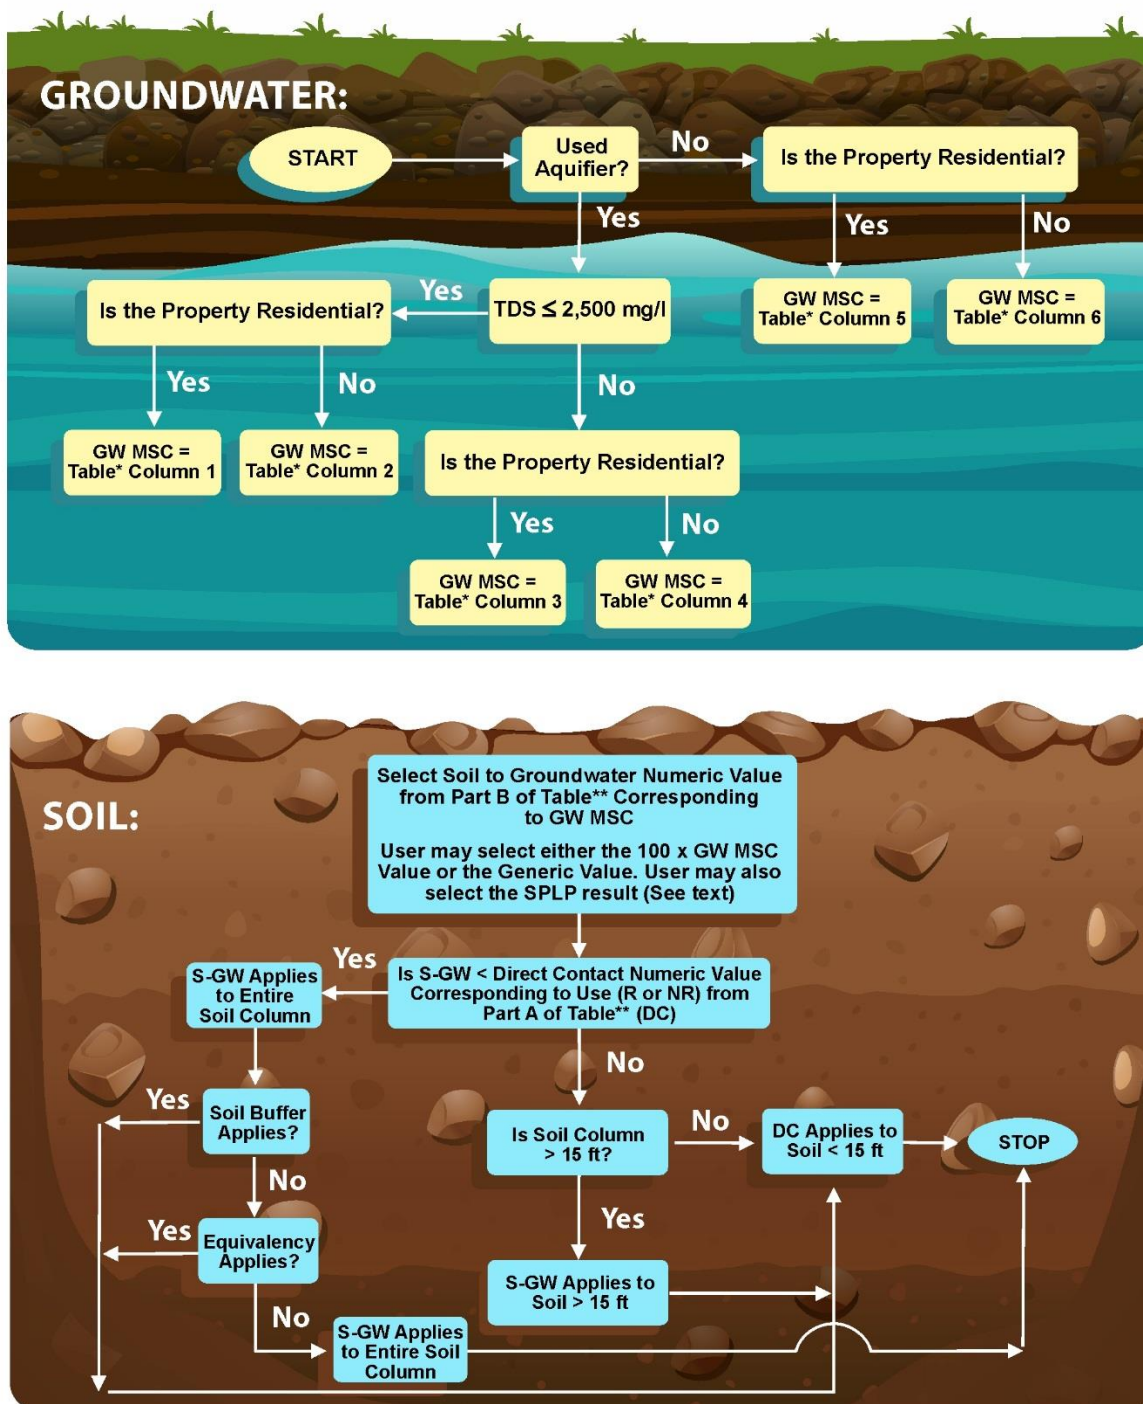 GROUNDWATER:
START
Used
Aquifier?
No
Is the Property Residential?
Yes
Yes
No
Is the Property Residential?
Yes
TDS ≤ 2,500 mg/l
GW MSC =
Table* Column 5
GW MSC =
Table* Column 6
Yes
No
No
GW MSC =
Table* Column 1
GW MSC =
Table* Column 2
Is the Property Residential?
Yes
No
GW MSC =
Table* Column 3
GW MSC =
Table* Column 4
SOIL:
Select Soil to Groundwater Numeric Value
from Part B of Table** Corresponding
to GW MSC
User may select either the 100 x GW MSC
Value or the Generic Value. User may also
select the SPLP result (See text)
S-GW Applies
to Entire
Soil Column
Yes
Is S-GW < Direct Contact Numeric Value
Corresponding to Use (R or NR) from
Part A of Table** (DC)
No
Yes
Soil Buffer
Applies?
Is Soil Column
> 15 ft?
No
DC Applies to
Soil < 15 ft
STOP
No
Yes
Yes
Equivalency
Applies?
S-GW Applies to
Soil > 15 ft
No
S-GW Applies
to Entire Soil
Column